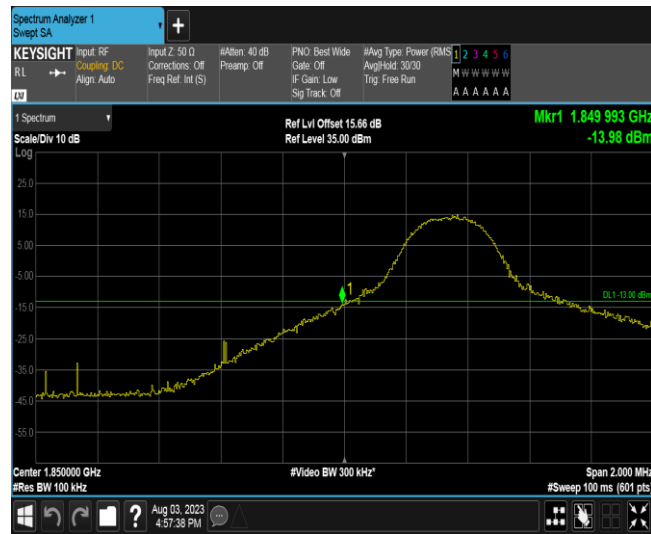 Spectrum Analyzer 1
Swept SA
+
KEYSIGHT
RL
LXI
Input: RF
Coupling: DC
Align: Auto
Input Z: 50 Ω
Corrections: Off
Freq Ref: Int (S)
#Atten: 40 dB
Preamp: Off
PNO: Best Wide
Gate: Off
IF Gain: Low
Sig Track: Off
#Avg Type: Power (RMS
Avg|Hold: 30/30
Trig: Free Run
1 2 3 4 5 6
M W W W W W
A A A A A A
1 Spectrum
Scale/Div 10 dB
Log
Ref Lvl Offset 15.66 dB
Ref Level 35.00 dBm
Mkr1 1.849 993 GHz
-13.98 dBm
25.0
15.0
5.00
-5.00
-15.0
-25.0
-35.0
-45.0
-55.0
1
DL1 -13.00 dBm
Center 1.850000 GHz
#Res BW 100 kHz
#Video BW 300 kHz*
Span 2.000 MHz
#Sweep 100 ms (601 pts)
?
Aug 03, 2023
4:57:38 PM